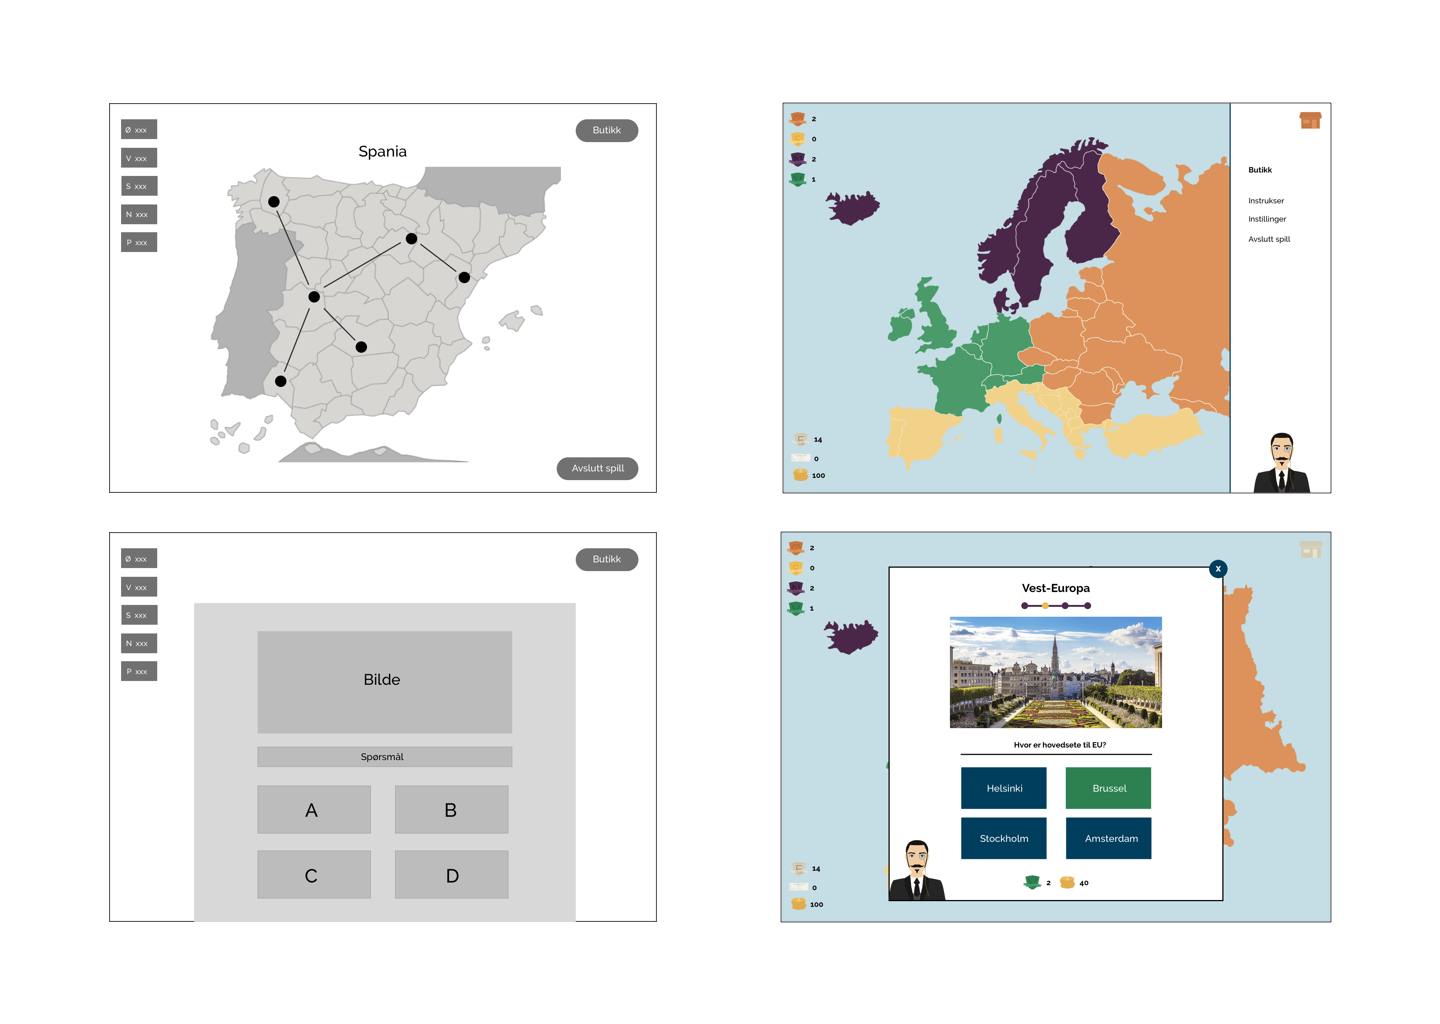 Ø xxx
V xxx
S xxx
N xxx
P xxx
Butikk
Spania
Avslutt spill
2
0
2
1
14
0
100
Butikk
Instrukser
Instillinger
Avslutt spill
Ø xxx
V xxx
S xxx
N xxx
P xxx
Butikk
Bilde
Spørsmål
A B
C D
2
0
2
1
14
0
100
X
Vest-Europa
Hvor er hovedsete til EU?
Helsinki Brussel
Stockholm Amsterdam
2 40